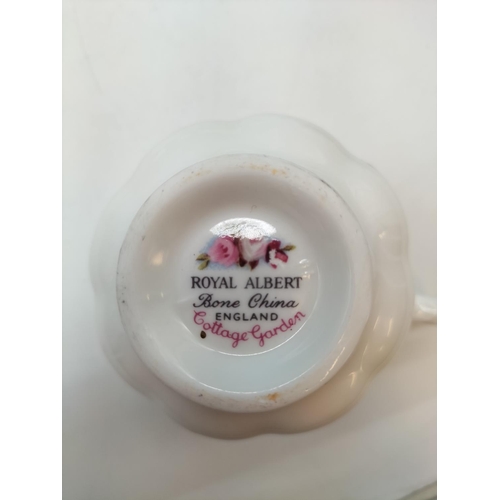 ROYAL ALBERT
Bone China
ENGLAND
Cottage Garden